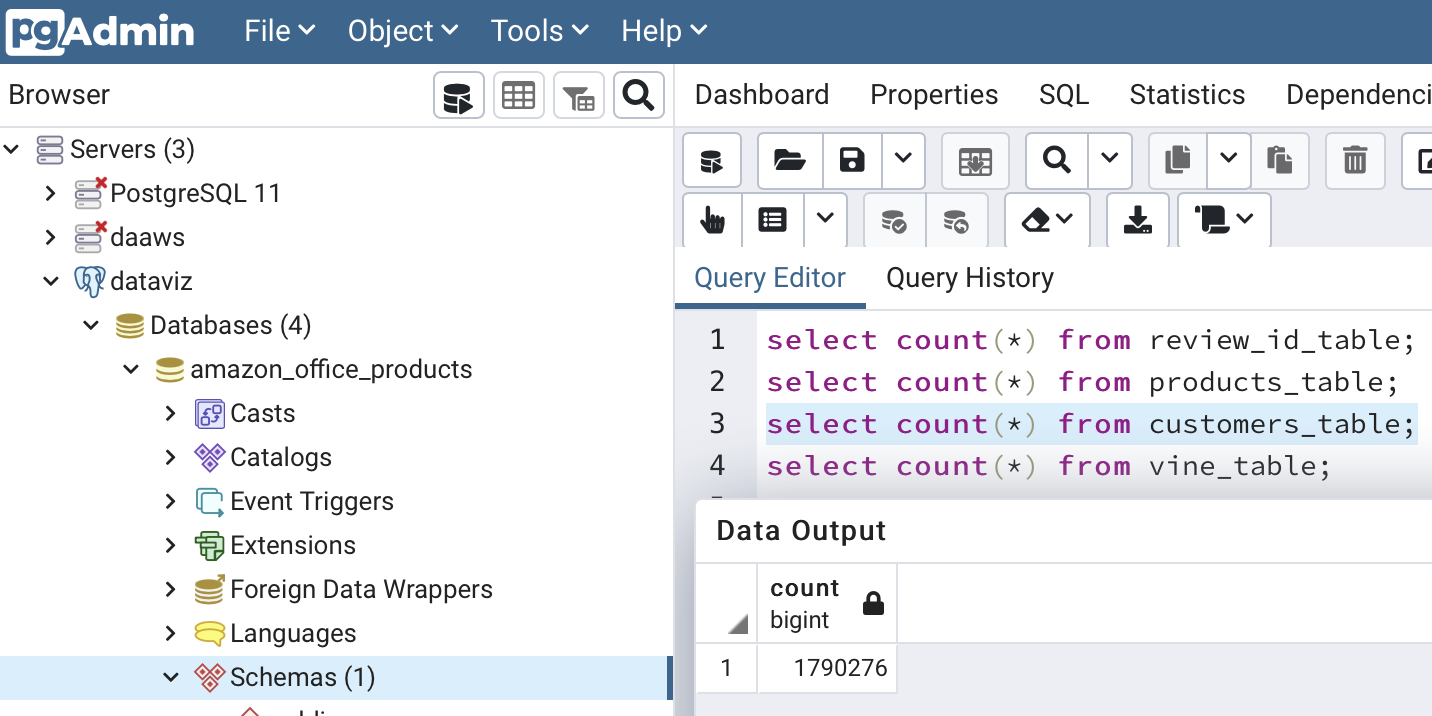 pgAdmin File Object Tools Help
Browser
Dashboard Properties SQL Statistics Dependenci
Servers (3)
PostgreSQL 11
daaws
dataviz
Databases (4)
amazon_office_products
Casts
Catalogs
Event Triggers
Extensions
Foreign Data Wrappers
Languages
Schemas (1)
Query Editor Query History
1 select count(*) from review_id_table;
2 select count(*) from products_table;
3 select count(*) from customers_table;
4 select count(*) from vine_table;
Data Output
count
bigint
1 1790276